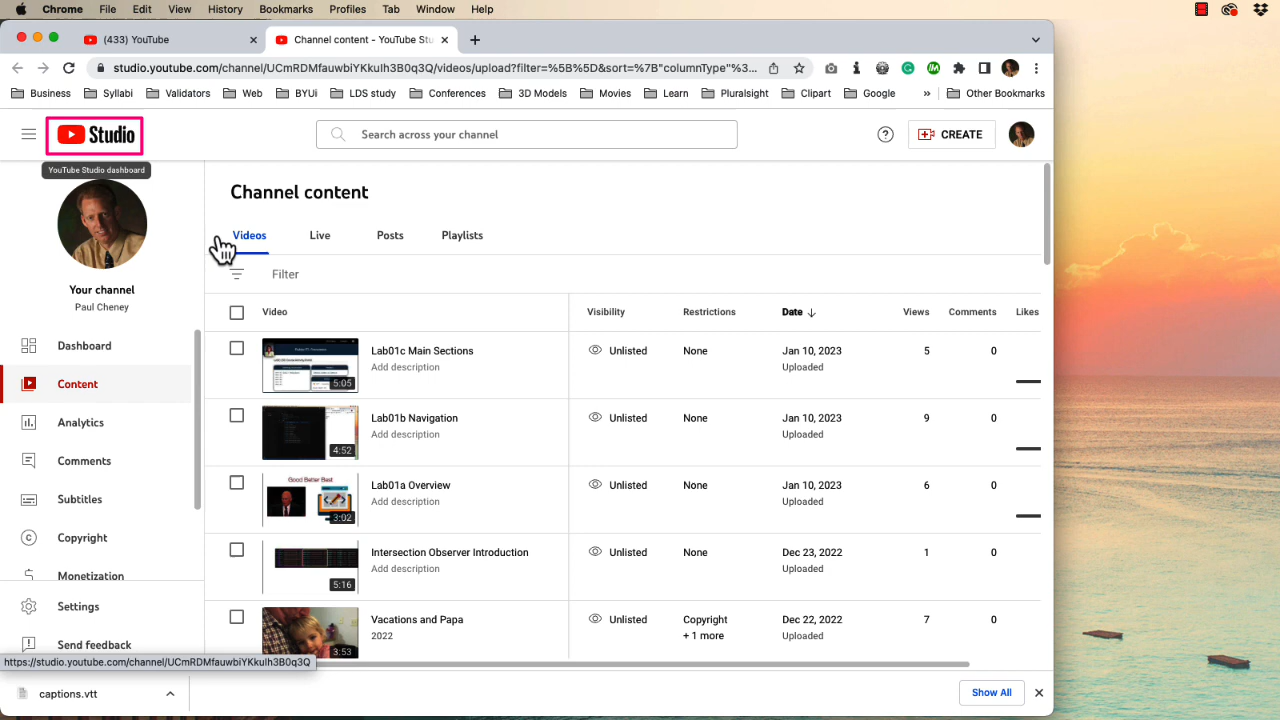 Chrome File Edit View History Bookmarks Profiles Tab Window Help
(433) YouTube
Channel content - YouTube Stu
studio.youtube.com/channel/UCmRDMfauwbiYKkuIh3B0q3Q/videos/upload?filter=%5B%5D&sort=%7B"columnType"%3...
Business Syllabi Validators Web BYUi LDS study Conferences 3D Models Movies Learn Pluralsight Clipart Google » Other Bookmarks
Studio
Search across your channel
CREATE
YouTube Studio dashboard
Your channel
Paul Cheney
Dashboard
Content
Analytics
Comments
Subtitles
Copyright
Monetization
Settings
Send feedback
Channel content
Videos Live Posts Playlists
Filter
Video Visibility Restrictions Date Views Comments Likes
Lab01c Main Sections Unlisted None Jan 10, 2023 5 0
Add description Uploaded
5:05
Lab01b Navigation Unlisted None Jan 10, 2023 9 0
Add description Uploaded
4:52
Good Better Best
Lab01a Overview Unlisted None Jan 10, 2023 6 0
Add description Uploaded
3:02
Intersection Observer Introduction Unlisted None Dec 23, 2022 1 0
Add description Uploaded
5:16
Vacations and Papa Unlisted Copyright Dec 22, 2022 7 0
2022 + 1 more Uploaded
3:53
https://studio.youtube.com/channel/UCmRDMfauwbiYKkuIh3B0q3Q
captions.vtt
Show All